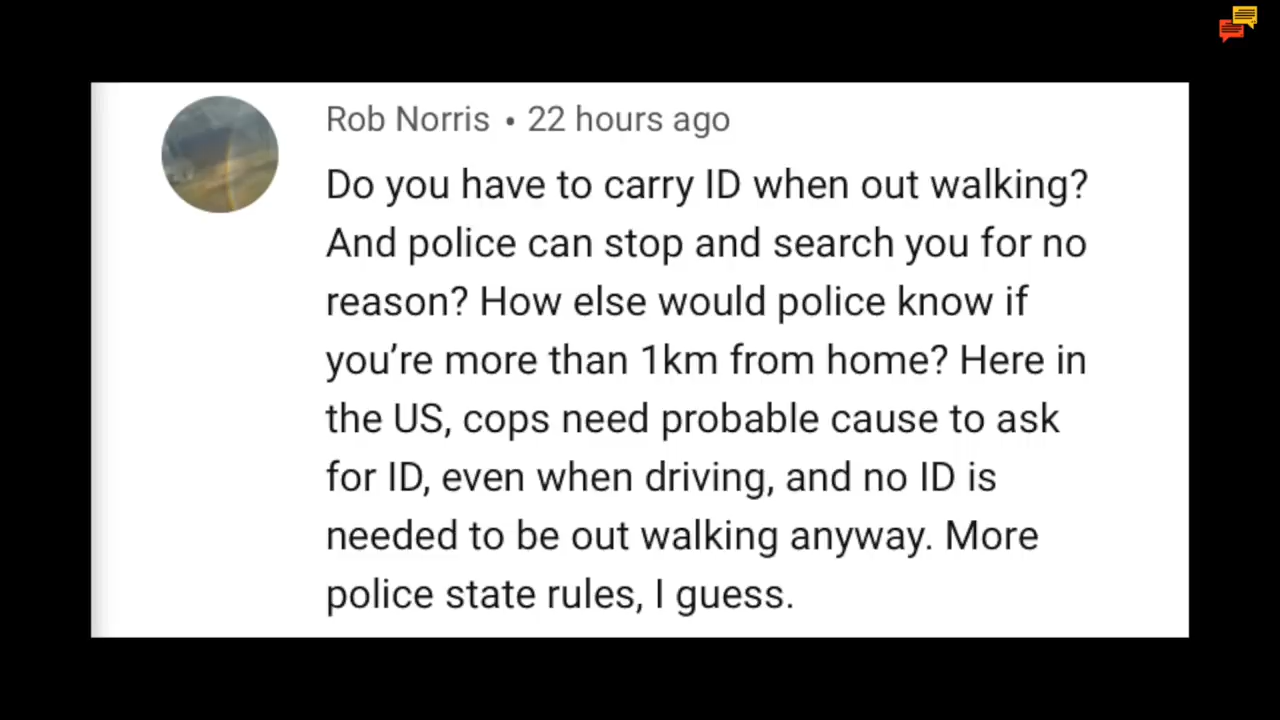 Rob Norris • 22 hours ago
Do you have to carry ID when out walking?
And police can stop and search you for no
reason? How else would police know if
you’re more than 1km from home? Here in
the US, cops need probable cause to ask
for ID, even when driving, and no ID is
needed to be out walking anyway. More
police state rules, I guess.